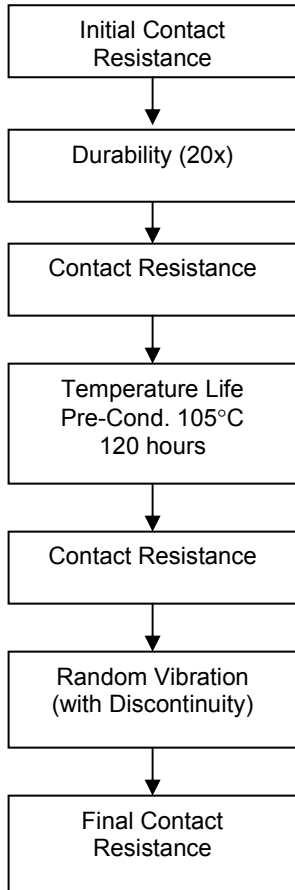 Initial Contact
Resistance
Durability (20x)
Contact Resistance
Temperature Life
Pre-Cond. 105°C
120 hours
Contact Resistance
Random Vibration
(with Discontinuity)
Final Contact
Resistance